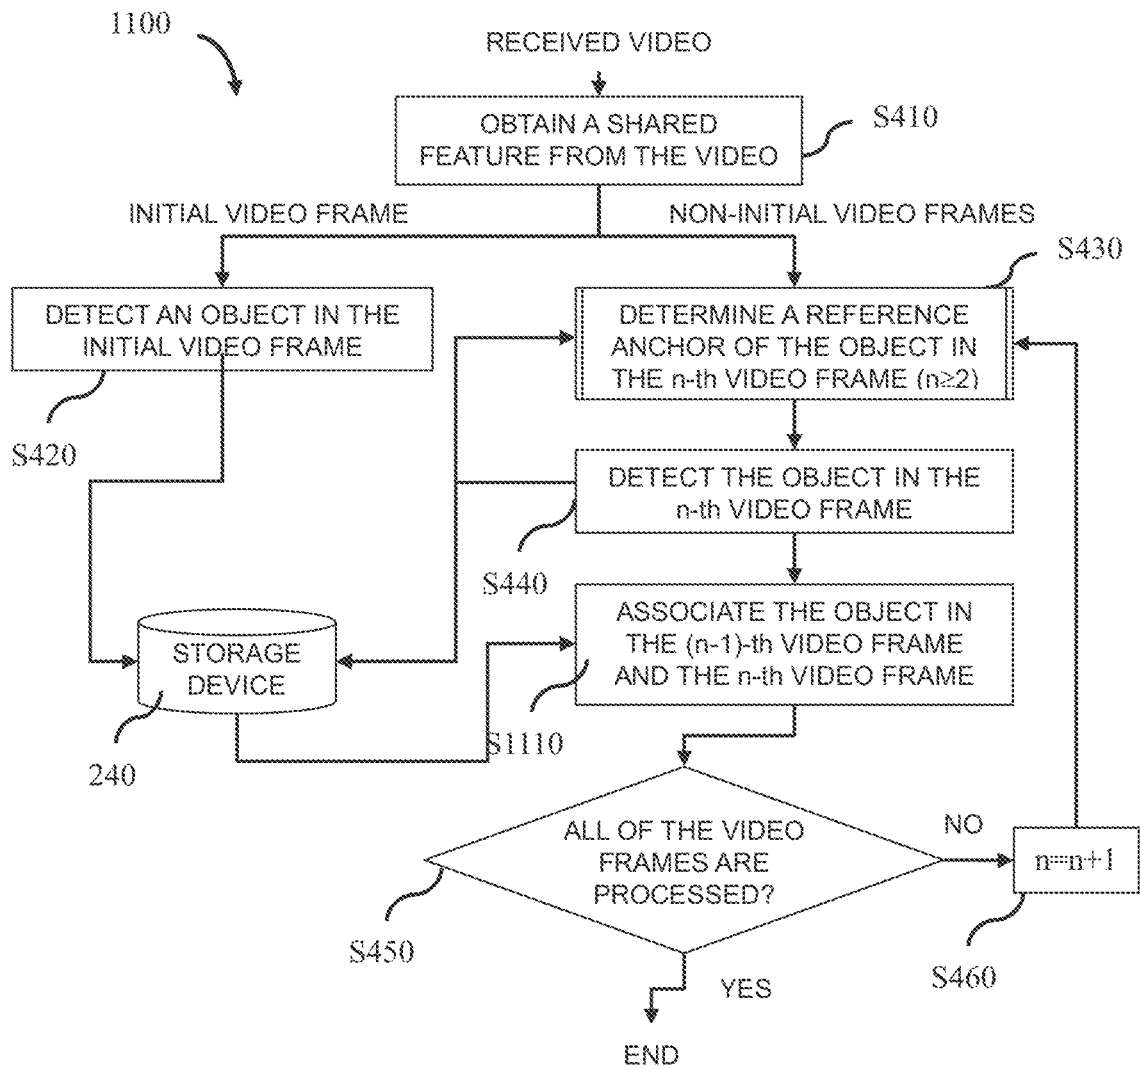 1100
RECEIVED VIDEO
OBTAIN A SHARED
FEATURE FROM THE VIDEO
S410
INITIAL VIDEO FRAME
NON-INITIAL VIDEO FRAMES
S430
DETECT AN OBJECT IN THE
INITIAL VIDEO FRAME
S420
DETERMINE A REFERENCE
ANCHOR OF THE OBJECT IN
THE n-th VIDEO FRAME (n≥2)
DETECT THE OBJECT IN THE
n-th VIDEO FRAME
S440
STORAGE
DEVICE
240
ASSOCIATE THE OBJECT IN
THE (n-1)-th VIDEO FRAME
AND THE n-th VIDEO FRAME
S1110
ALL OF THE VIDEO
FRAMES ARE
PROCESSED?
S450
NO
n=n+1
S460
YES
END